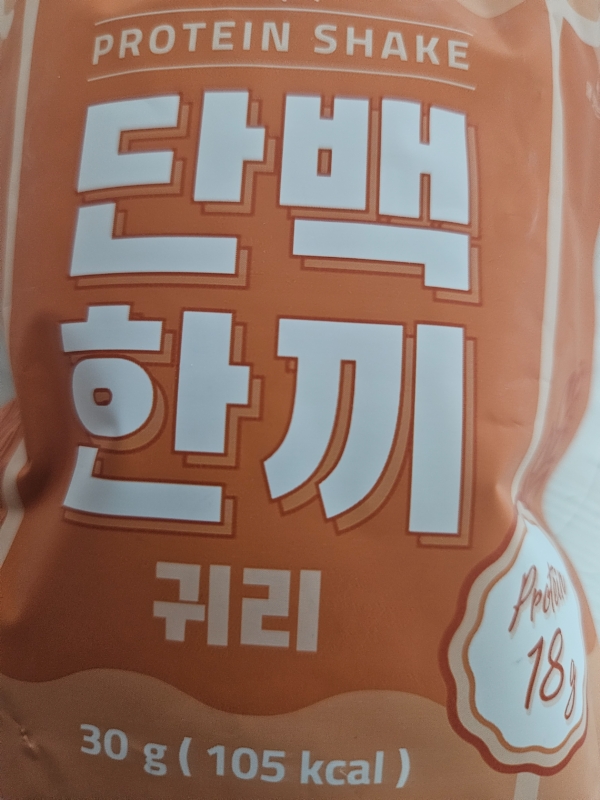 PROTEIN SHAKE
단백
한끼
귀리
Protein
18g
30 g ( 105 kcal )